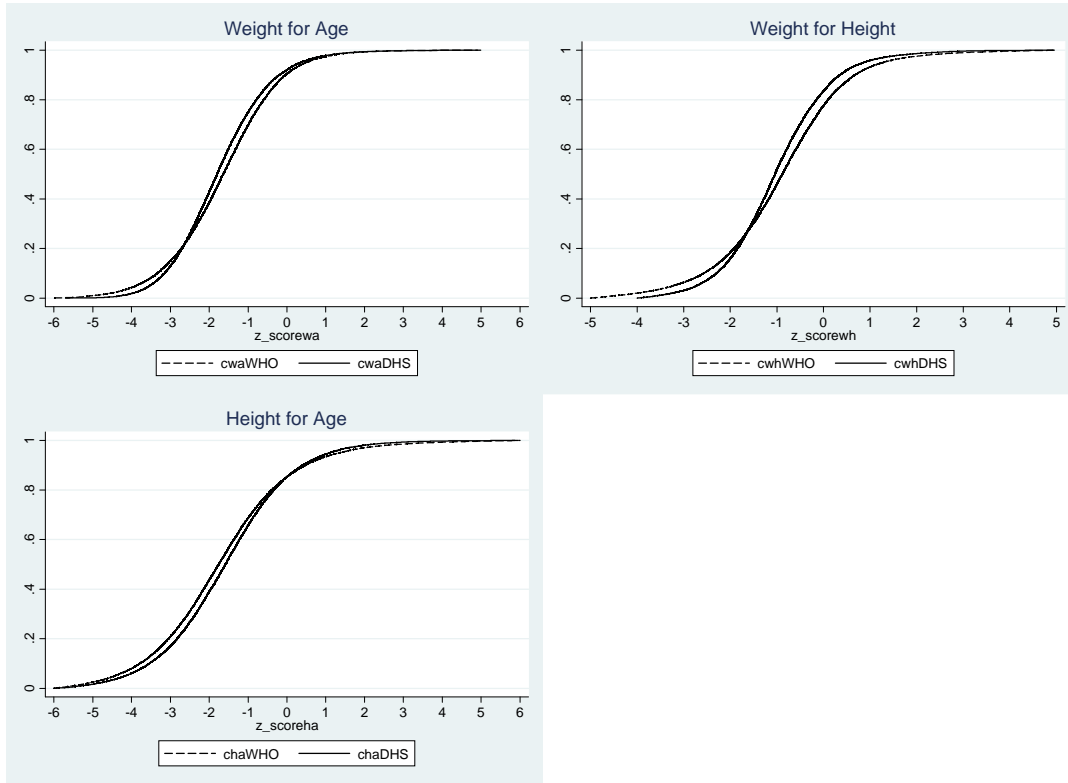 Weight for Age
1
.8
.6
.4
.2
0
-6 -5 -4 -3 -2 -1 0 1 2 3 4 5 6
z_scorewa
cwaWHO cwaDHS
Weight for Height
1
.8
.6
.4
.2
0
-5 -4 -3 -2 -1 0 1 2 3 4 5
z_scorewh
cwhWHO cwhDHS
Height for Age
1
.8
.6
.4
.2
0
-6 -5 -4 -3 -2 -1 0 1 2 3 4 5 6
z_scoreha
chaWHO chaDHS